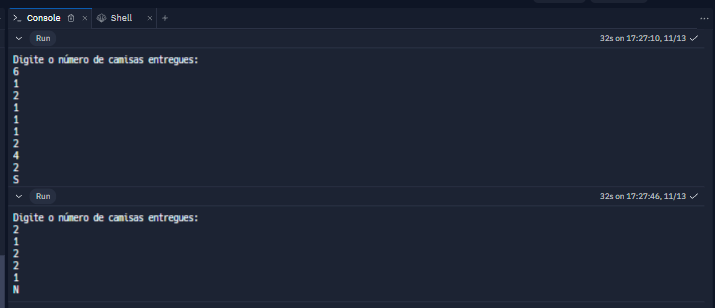 Console
Shell
Run
32s on 17:27:10, 11/13
Digite o número de camisas entregues:
6
1
2
1
1
1
2
4
2
S
Run
32s on 17:27:46, 11/13
Digite o número de camisas entregues:
2
1
2
2
1
N